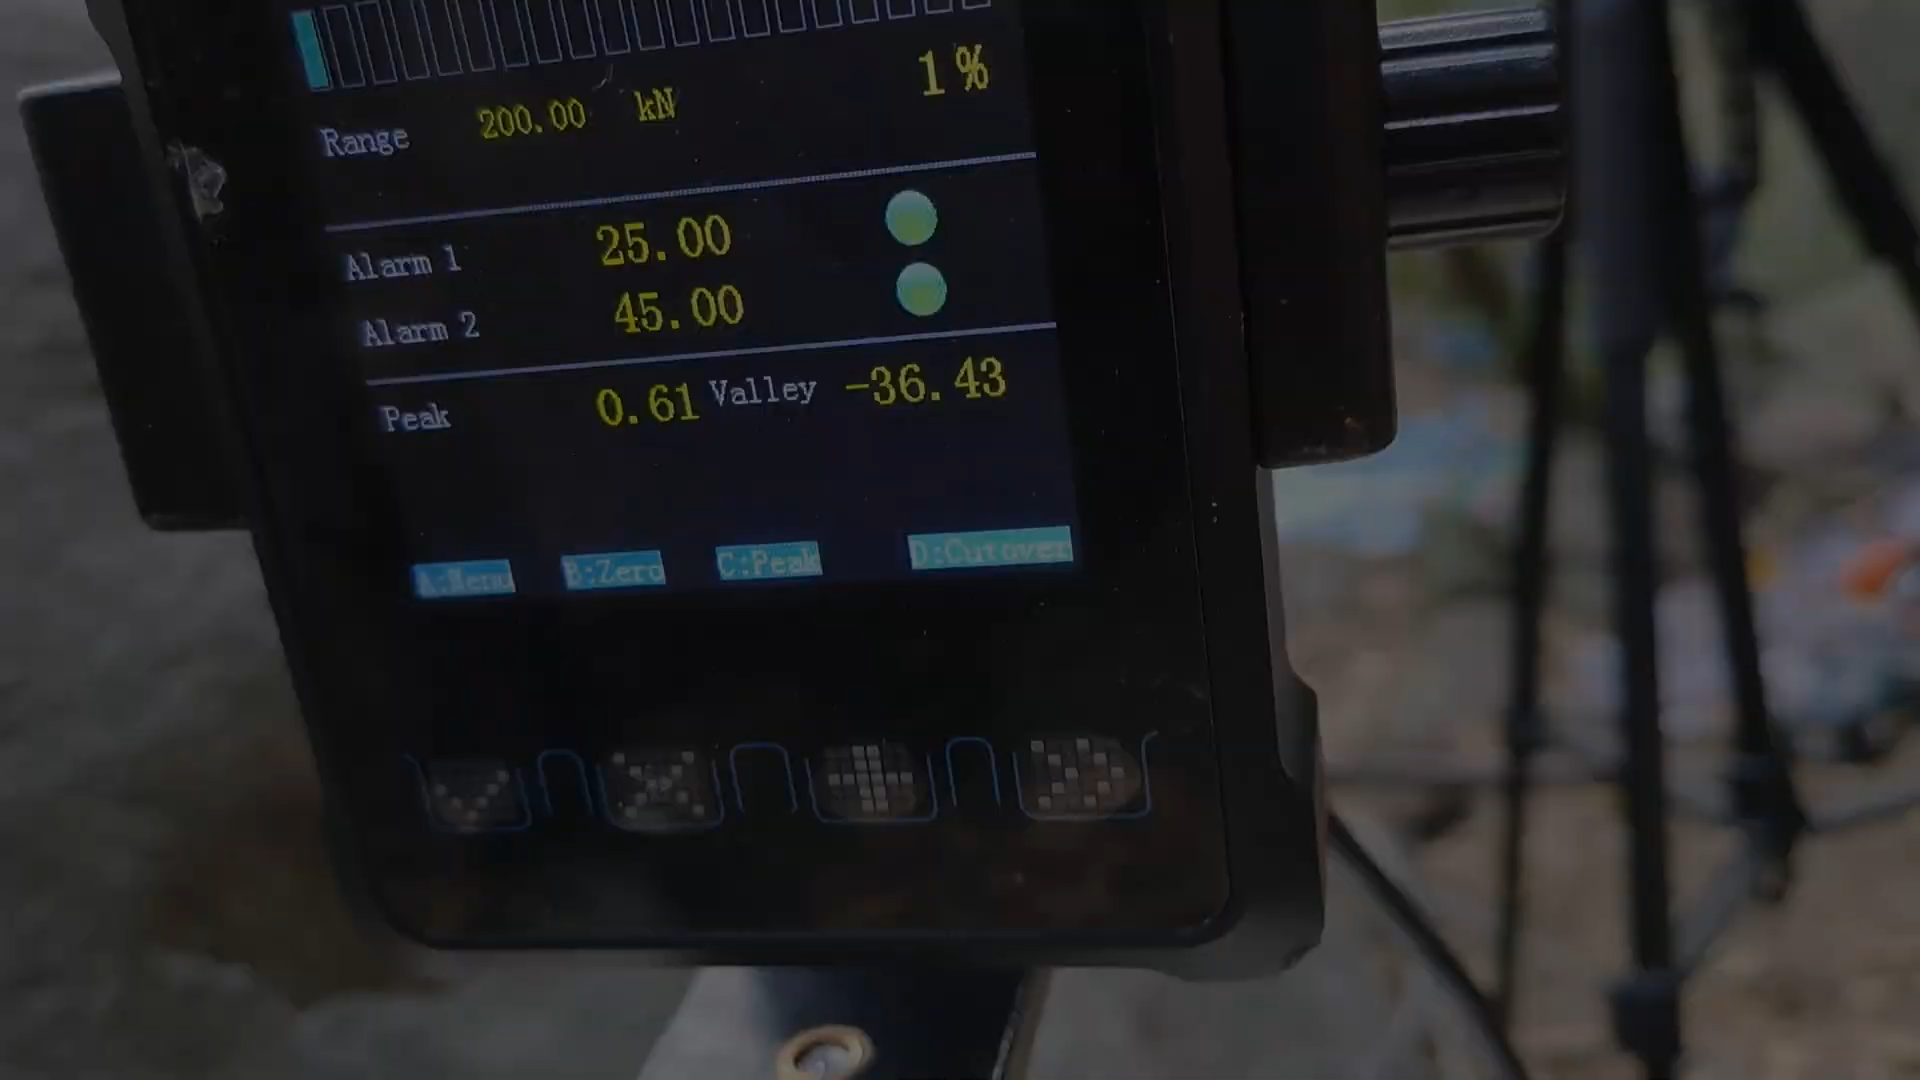 1%
Range 200.00 kN
Alarm 1 25.00
Alarm 2 45.00
Peak 0.61 Valley -36.43
A:Menu B:Zero C:Peak D:Cutover